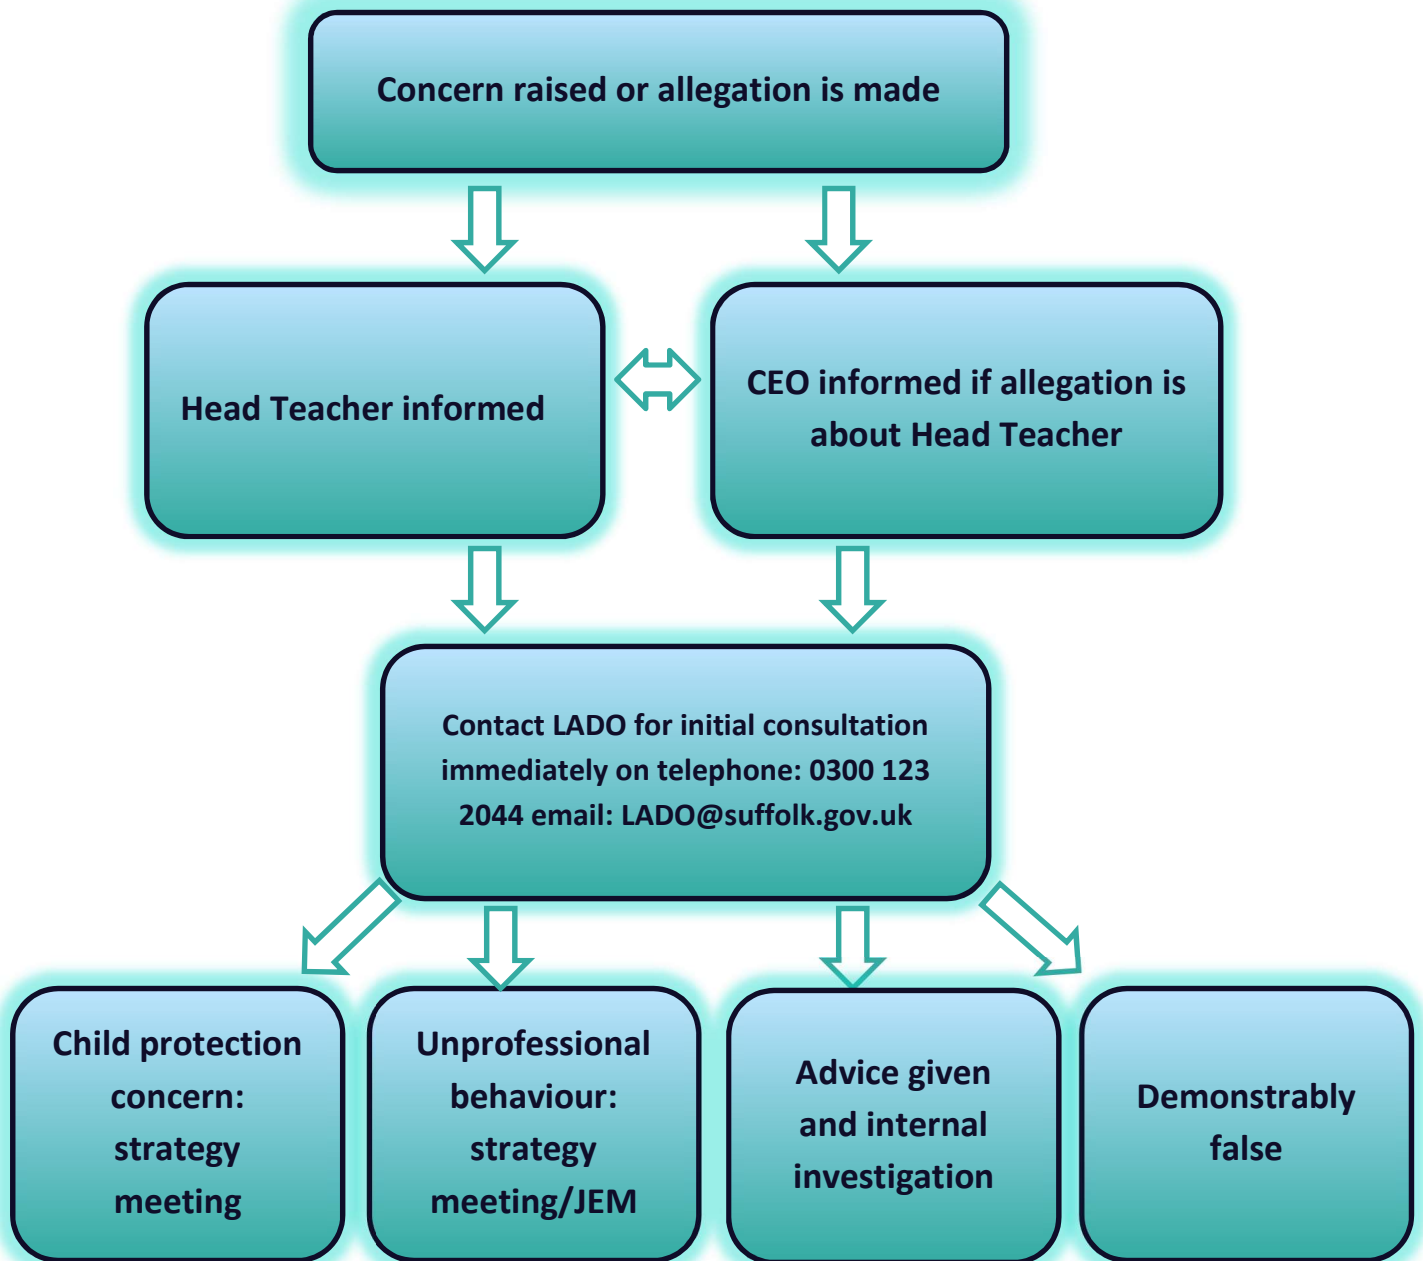 Concern raised or allegation is made
Head Teacher informed
CEO informed if allegation is
about Head Teacher
Contact LADO for initial consultation
immediately on telephone: 0300 123
2044 email: LADO@suffolk.gov.uk
Child protection
concern:
strategy
meeting
Unprofessional
behaviour:
strategy
meeting/JEM
Advice given
and internal
investigation
Demonstrably
false